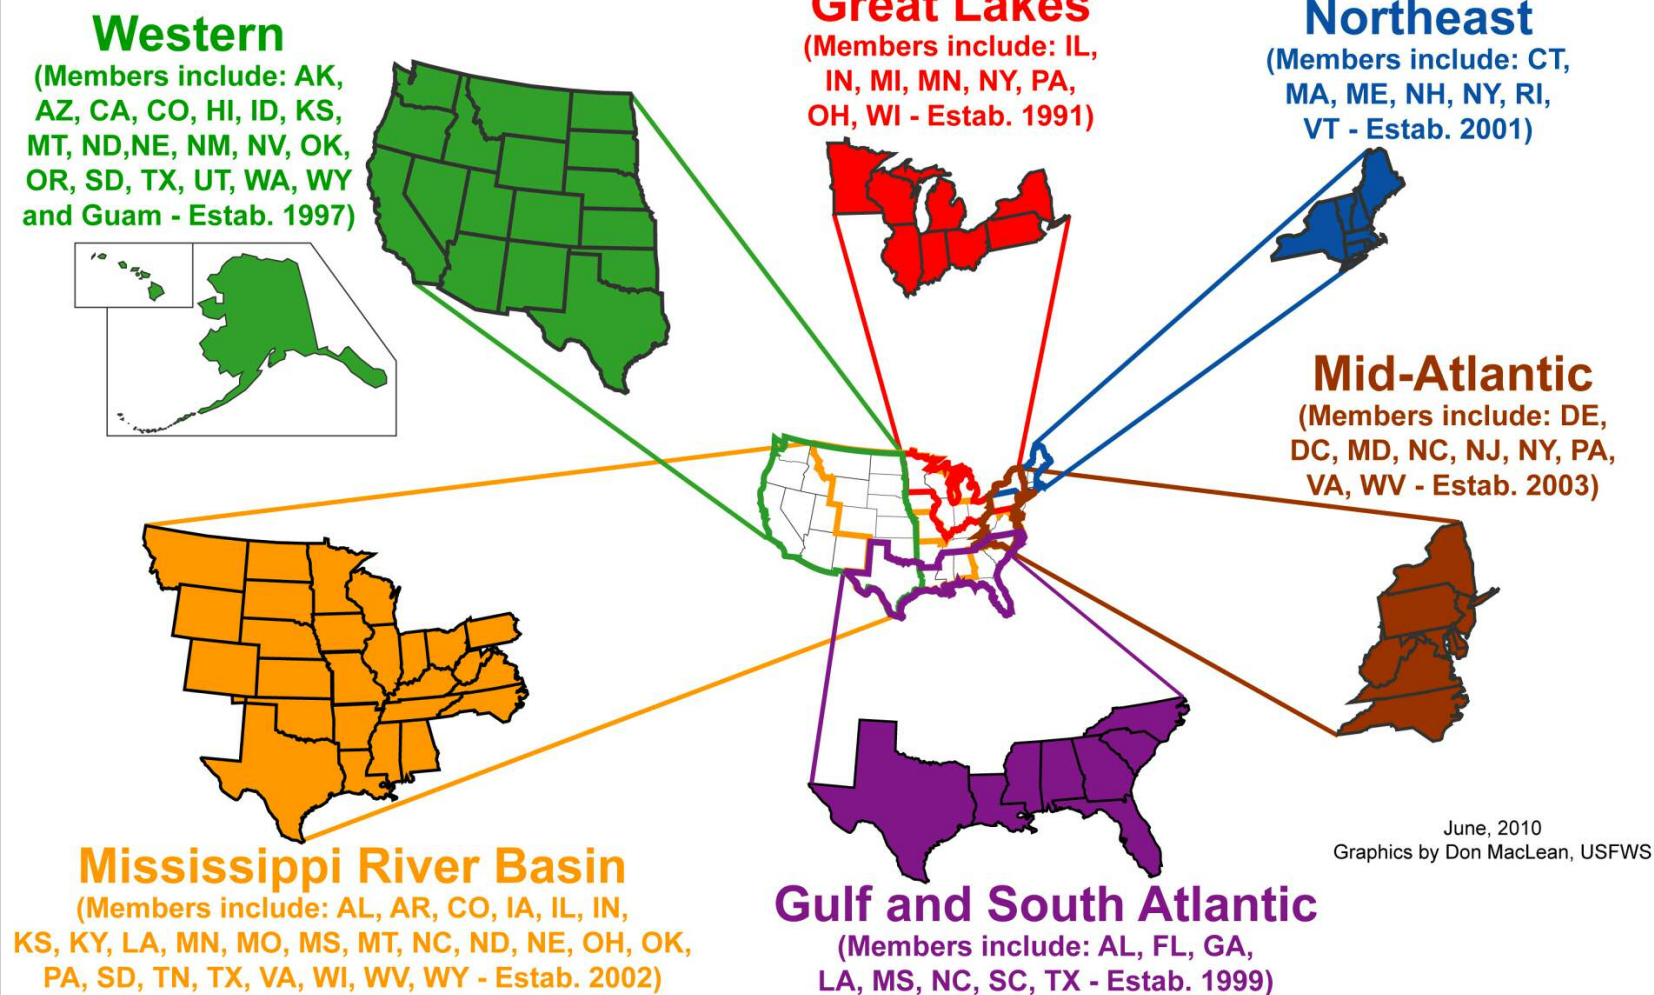 Western
(Members include: AK,
AZ, CA, CO, HI, ID, KS,
MT, ND,NE, NM, NV, OK,
OR, SD, TX, UT, WA, WY
and Guam - Estab. 1997)
Great Lakes
(Members include: IL,
IN, MI, MN, NY, PA,
OH, WI - Estab. 1991)
Northeast
(Members include: CT,
MA, ME, NH, NY, RI,
VT - Estab. 2001)
Mid-Atlantic
(Members include: DE,
DC, MD, NC, NJ, NY, PA,
VA, WV - Estab. 2003)
Mississippi River Basin
(Members include: AL, AR, CO, IA, IL, IN,
KS, KY, LA, MN, MO, MS, MT, NC, ND, NE, OH, OK,
PA, SD, TN, TX, VA, WI, WV, WY - Estab. 2002)
Gulf and South Atlantic
(Members include: AL, FL, GA,
LA, MS, NC, SC, TX - Estab. 1999)
June, 2010
Graphics by Don MacLean, USFWS